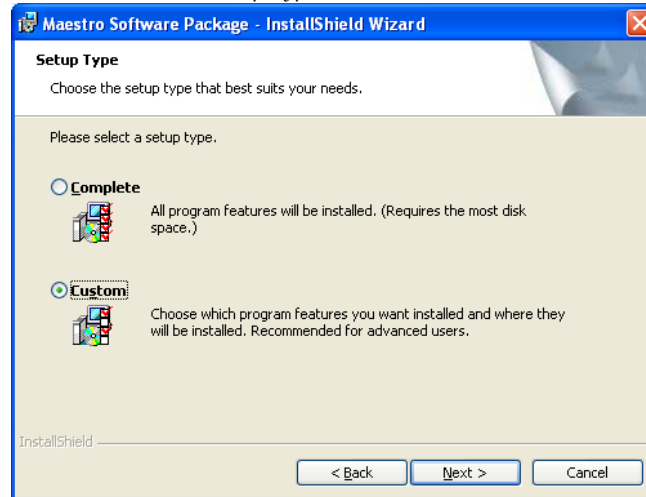 Maestro Software Package - InstallShield Wizard
Setup Type
Choose the setup type that best suits your needs.
Please select a setup type.
Complete
All program features will be installed. (Requires the most disk
space.)
Custom
Choose which program features you want installed and where they
will be installed. Recommended for advanced users.
InstallShield
< Back Next > Cancel